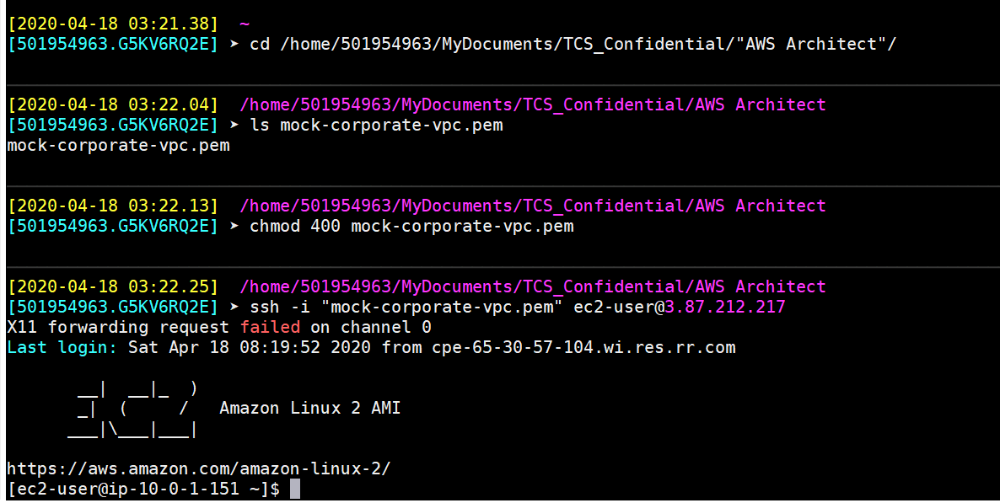 [2020-04-18 03:21.38]  ~
[501954963.G5KV6RQ2E] ➤ cd /home/501954963/MyDocuments/TCS_Confidential/"AWS Architect"/
[2020-04-18 03:22.04]  /home/501954963/MyDocuments/TCS_Confidential/AWS Architect
[501954963.G5KV6RQ2E] ➤ ls mock-corporate-vpc.pem
mock-corporate-vpc.pem
[2020-04-18 03:22.13]  /home/501954963/MyDocuments/TCS_Confidential/AWS Architect
[501954963.G5KV6RQ2E] ➤ chmod 400 mock-corporate-vpc.pem
[2020-04-18 03:22.25]  /home/501954963/MyDocuments/TCS_Confidential/AWS Architect
[501954963.G5KV6RQ2E] ➤ ssh -i "mock-corporate-vpc.pem" ec2-user@3.87.212.217
X11 forwarding request failed on channel 0
Last login: Sat Apr 18 08:19:52 2020 from cpe-65-30-57-104.wi.res.rr.com
       __|  __|_  )
       _|  (     /   Amazon Linux 2 AMI
      ___|\___|___|
https://aws.amazon.com/amazon-linux-2/
[ec2-user@ip-10-0-1-151 ~]$